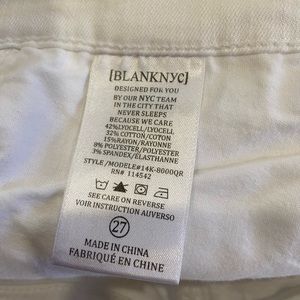 [BLANKNYC]
DESIGNED FOR YOU
BY OUR NYC TEAM
IN THE CITY THAT
NEVER SLEEPS
BECAUSE WE CARE
42%LYOCELL/LYOCELL
32% COTTON/COTON
15%RAYON/RAYONNE
8% POLYESTER/POLYESTER
3% SPANDEX/ELASTHANNE
STYLE /MODELE#14K-8000QR
RN# 114542
SEE CARE ON REVERSE
VOIR INSTRUCTION AUVERSO
27
MADE IN CHINA
FABRIQUÉ EN CHINE